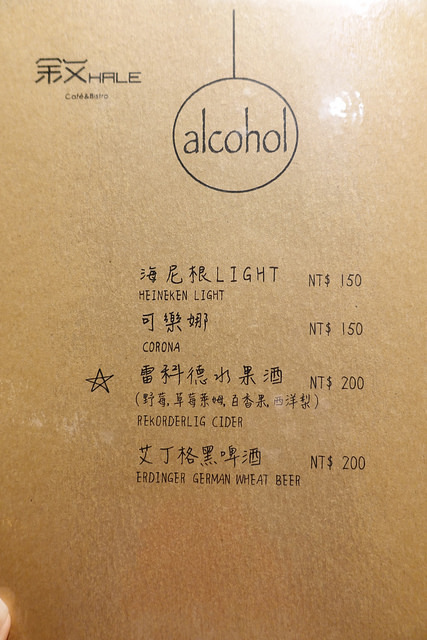 敘HALE
Café&Bistro
alcohol
海尼根LIGHT NT$ 150
HEINEKEN LIGHT
可樂娜 NT$ 150
CORONA
雷科德水果酒 NT$ 200
(野莓,草莓萊姆,百香果,西洋梨)
REKORDERLIG CIDER
艾丁格黑啤酒 NT$ 200
ERDINGER GERMAN WHEAT BEER